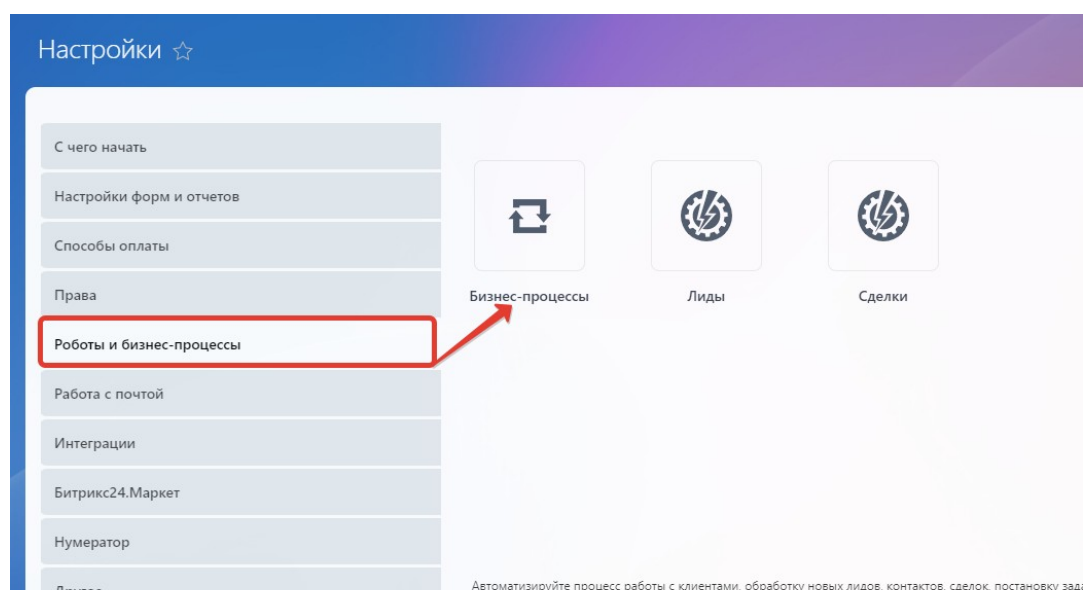 Настройки
С чего начать
Настройки форм и отчетов
Способы оплаты
Права
Роботы и бизнес-процессы
Работа с почтой
Интеграции
Битрикс24.Маркет
Нумератор
Бизнес-процессы
Лиды
Сделки
Автоматизируйте процесс работы с клиентами, обработку новых лидов, контактов, сделок, постановку